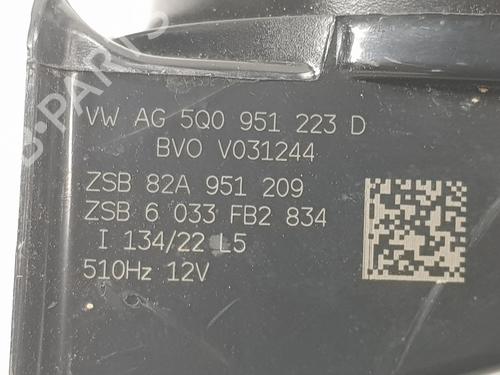 VW AG 5Q0 951 223 D
BVO V031244
ZSB 82A 951 209
ZSB 6 033 FB2 834
I 134/22 L5
510Hz 12V